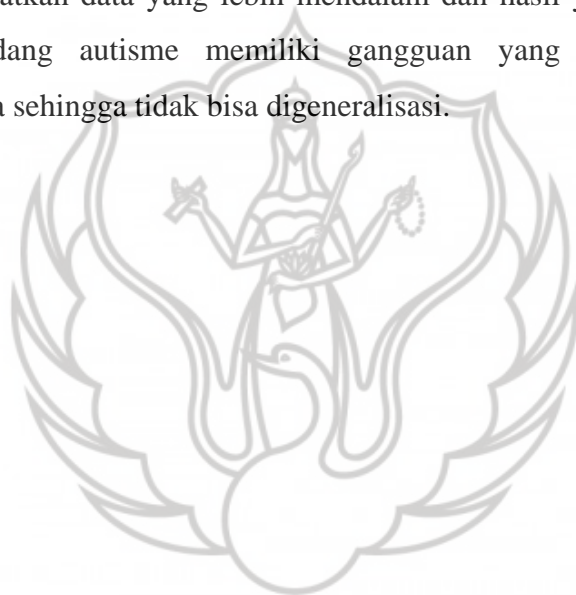 atkan data yang lebih mendalam dan hasil y
dang autisme memiliki gangguan yang
a sehingga tidak bisa digeneralisasi.